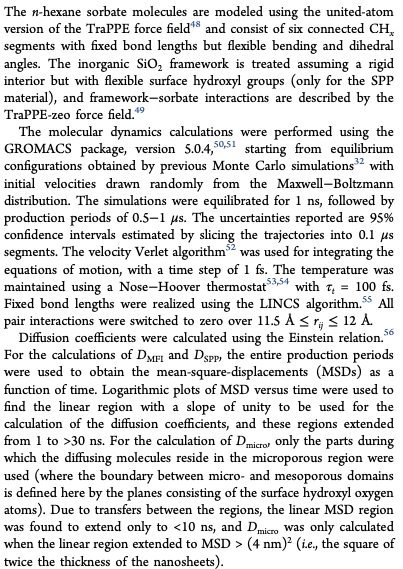 The n-hexane sorbate molecules are modeled using the united-atom
version of the TraPPE force field48 and consist of six connected CHx
segments with fixed bond lengths but flexible bending and dihedral
angles. The inorganic SiO2 framework is treated assuming a rigid
interior but with flexible surface hydroxyl groups (only for the SPP
material), and framework−sorbate interactions are described by the
TraPPE-zeo force field.49
The molecular dynamics calculations were performed using the
GROMACS package, version 5.0.4,50,51 starting from equilibrium
configurations obtained by previous Monte Carlo simulations32 with
initial velocities drawn randomly from the Maxwell−Boltzmann
distribution. The simulations were equilibrated for 1 ns, followed by
production periods of 0.5−1 μs. The uncertainties reported are 95%
confidence intervals estimated by slicing the trajectories into 0.1 μs
segments. The velocity Verlet algorithm52 was used for integrating the
equations of motion, with a time step of 1 fs. The temperature was
maintained using a Nose−Hoover thermostat53,54 with τt = 100 fs.
Fixed bond lengths were realized using the LINCS algorithm.55 All
pair interactions were switched to zero over 11.5 Å ≤ rij ≤ 12 Å.
Diffusion coefficients were calculated using the Einstein relation.56
For the calculations of DMFI and DSPP, the entire production periods
were used to obtain the mean-square-displacements (MSDs) as a
function of time. Logarithmic plots of MSD versus time were used to
find the linear region with a slope of unity to be used for the
calculation of the diffusion coefficients, and these regions extended
from 1 to >30 ns. For the calculation of Dmicro, only the parts during
which the diffusing molecules reside in the microporous region were
used (where the boundary between micro- and mesoporous domains
is defined here by the planes consisting of the surface hydroxyl oxygen
atoms). Due to transfers between the regions, the linear MSD region
was found to extend only to <10 ns, and Dmicro was only calculated
when the linear region extended to MSD > (4 nm)2 (i.e., the square of
twice the thickness of the nanosheets).